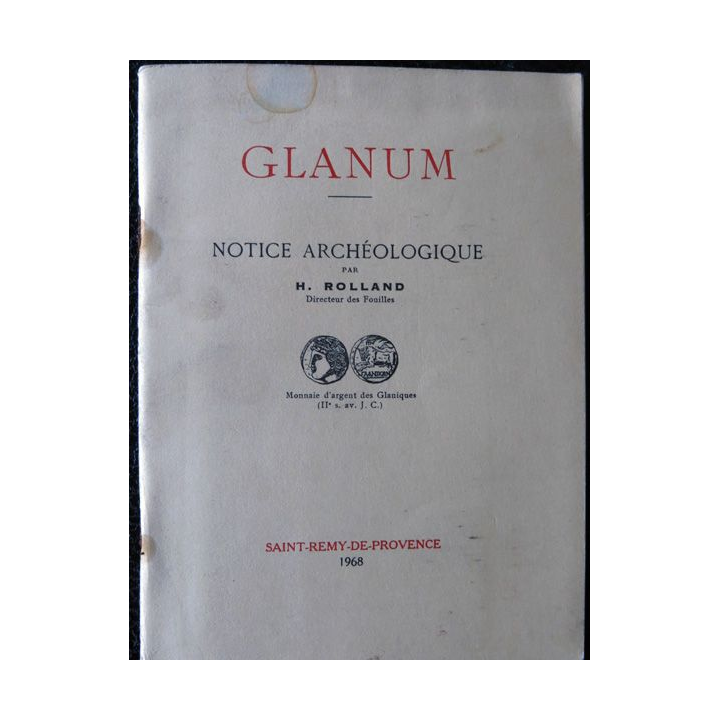 GLANUM
NOTICE ARCHÉOLOGIQUE
PAR
H. ROLLAND
Directeur des Fouilles
Monnaie d'argent des Glaniques
(IIe s. av. J. C.)
SAINT-REMY-DE-PROVENCE
1968